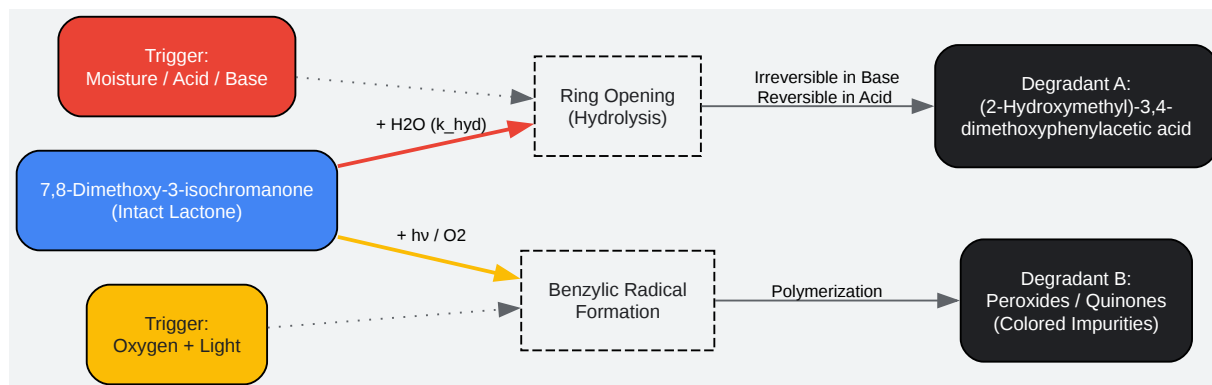 Trigger:
Moisture / Acid / Base
Ring Opening
(Hydrolysis)
Irreversible in Base
Reversible in Acid
Degradant A:
(2-Hydroxymethyl)-3,4-
dimethoxyphenylacetic acid
+ H2O (k_hyd)
7,8-Dimethoxy-3-isochromanone
(Intact Lactone)
+ hν / O2
Benzylic Radical
Formation
Polymerization
Degradant B:
Peroxides / Quinones
(Colored Impurities)
Trigger:
Oxygen + Light